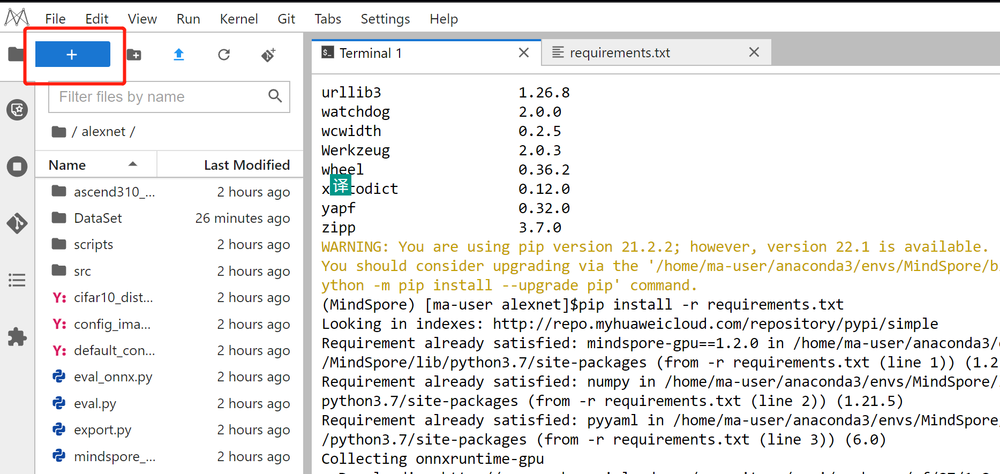 File Edit View Run Kernel Git Tabs Settings Help
+
Terminal 1
requirements.txt
Filter files by name
/ alexnet /
Name Last Modified
ascend310_... 2 hours ago
DataSet 26 minutes ago
scripts 2 hours ago
src 2 hours ago
Y: cifar10_dist... 2 hours ago
Y: config_ima... 2 hours ago
Y: default_con... 2 hours ago
eval_onnx.py 2 hours ago
eval.py 2 hours ago
export.py 2 hours ago
mindspore_... 2 hours ago
urllib3 1.26.8
watchdog 2.0.0
wcwidth 0.2.5
Werkzeug 2.0.3
wheel 0.36.2
译
x todict 0.12.0
yapf 0.32.0
zipp 3.7.0
WARNING: You are using pip version 21.2.2; however, version 22.1 is available.
You should consider upgrading via the '/home/ma-user/anaconda3/envs/MindSpore/b
ython -m pip install --upgrade pip' command.
(MindSpore) [ma-user alexnet]$pip install -r requirements.txt
Looking in indexes: http://repo.myhuaweicloud.com/repository/pypi/simple
Requirement already satisfied: mindspore-gpu==1.2.0 in /home/ma-user/anaconda3/
/MindSpore/lib/python3.7/site-packages (from -r requirements.txt (line 1)) (1.2
Requirement already satisfied: numpy in /home/ma-user/anaconda3/envs/MindSpore/
python3.7/site-packages (from -r requirements.txt (line 2)) (1.21.5)
Requirement already satisfied: pyyaml in /home/ma-user/anaconda3/envs/MindSpore/
/python3.7/site-packages (from -r requirements.txt (line 3)) (6.0)
Collecting onnxruntime-gpu